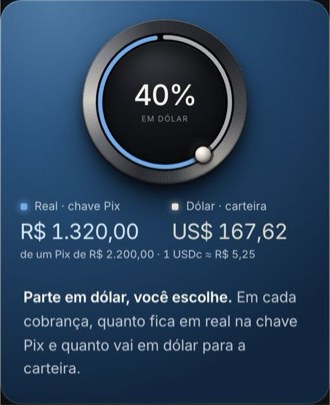 40%
EM DÓLAR
Real · chave Pix
Dólar · carteira
R$ 1.320,00
US$ 167,62
de um Pix de R$ 2.200,00 · 1 USDc ≈ R$ 5,25
Parte em dólar, você escolhe. Em cada
cobrança, quanto fica em real na chave
Pix e quanto vai em dólar para a
carteira.